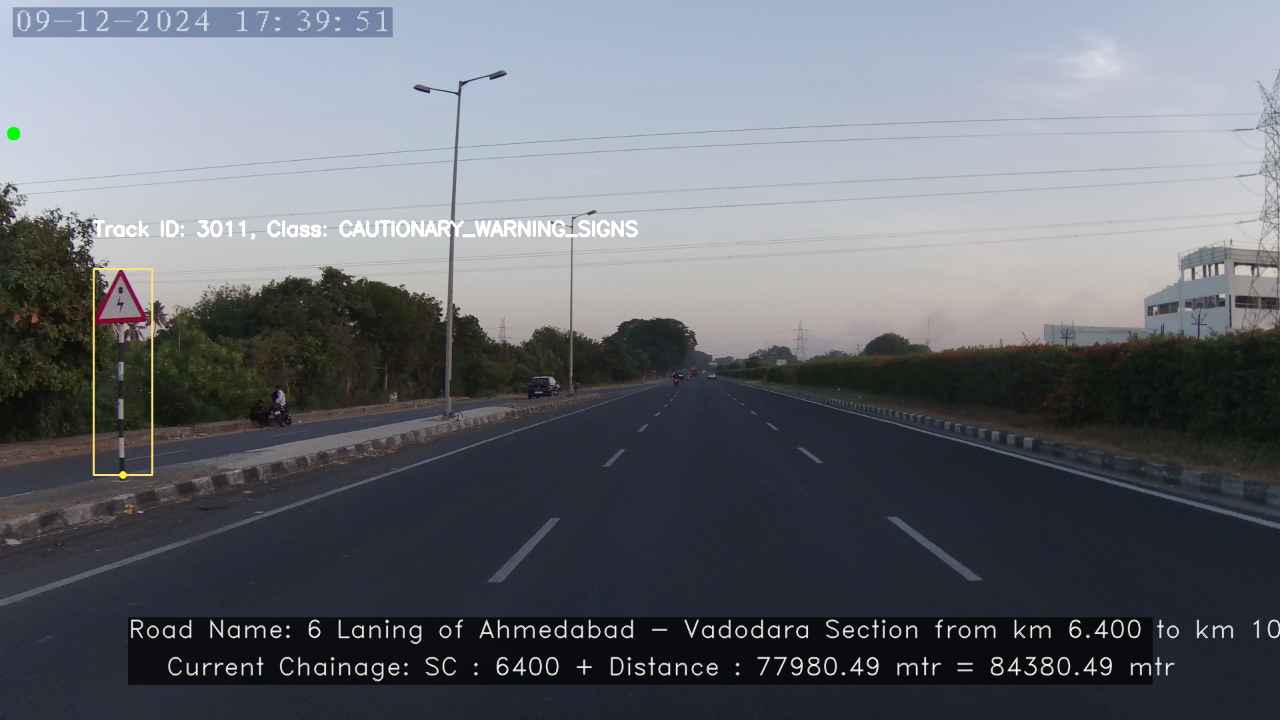 09-12-2024 17:39:51
Track ID: 3011, Class: CAUTIONARY_WARNING_SIGNS
Road Name: 6 Laning of Ahmedabad - Vadodara Section from km 6.400 to km 10
Current Chainage: SC : 6400 + Distance : 77980.49 mtr = 84380.49 mtr